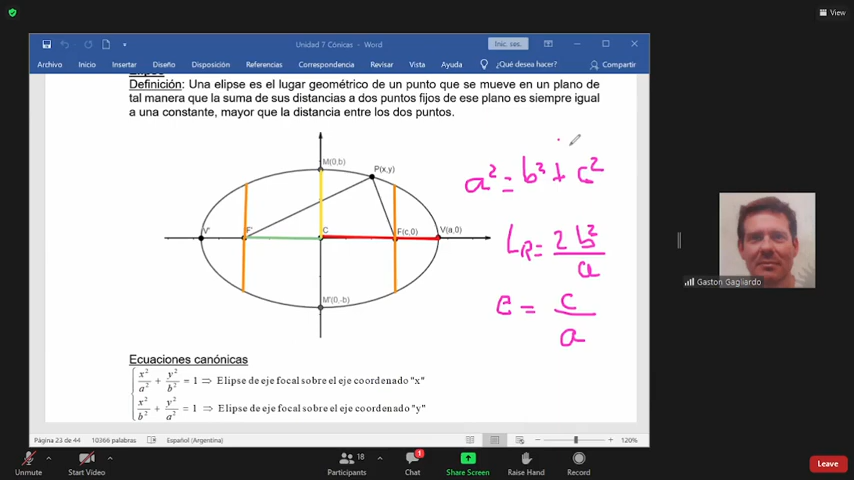 View
Unidad 7 Cónicas - Word
Inic. ses.
Archivo Inicio Insertar Diseño Disposición Referencias Correspondencia Revisar Vista Ayuda ¿Qué desea hacer? Compartir
Elipse
Definición: Una elipse es el lugar geométrico de un punto que se mueve en un plano de
tal manera que la suma de sus distancias a dos puntos fijos de ese plano es siempre igual
a una constante, mayor que la distancia entre los dos puntos.
M(0,b)
P(x,y)
V'
F'
C
F(c,0)
V(a,0)
M'(0,-b)
a² = b² + c²
LR = 2b²/a
e = c/a
Gaston Gagliardo
Ecuaciones canónicas
x²/a² + y²/b² = 1 ⇒ Elipse de eje focal sobre el eje coordenado "x"
x²/b² + y²/a² = 1 ⇒ Elipse de eje focal sobre el eje coordenado "y"
Página 23 de 44 10366 palabras Español (Argentina) 120%
Unmute Start Video Participants 18 Chat 1 Share Screen Raise Hand Record Leave